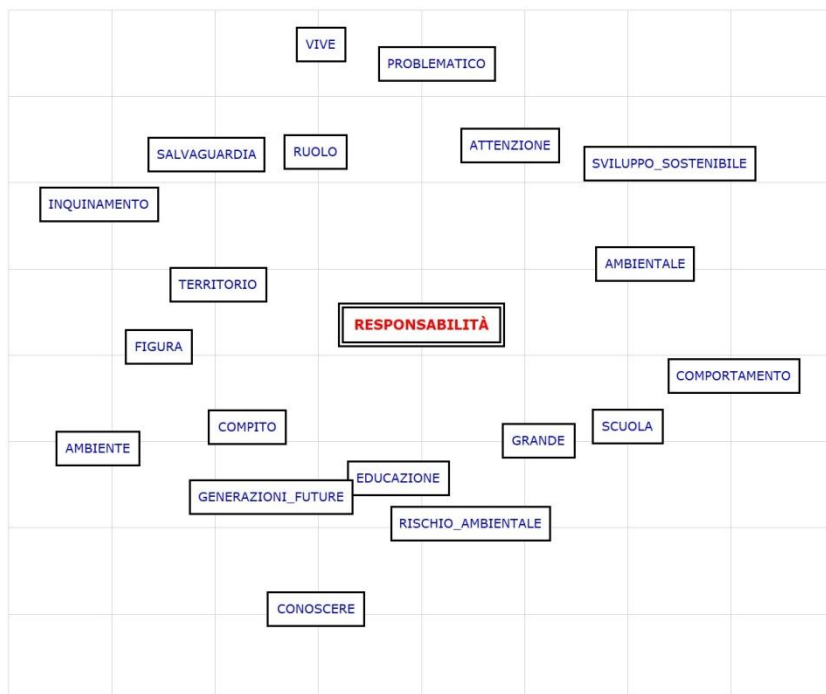 VIVE
PROBLEMATICO
ATTENZIONE
RUOLO
SALVAGUARDIA
SVILUPPO_SOSTENIBILE
INQUINAMENTO
AMBIENTALE
TERRITORIO
RESPONSABILITÀ
FIGURA
COMPORTAMENTO
COMPITO
SCUOLA
GRANDE
AMBIENTE
EDUCAZIONE
GENERAZIONI_FUTURE
RISCHIO_AMBIENTALE
CONOSCERE